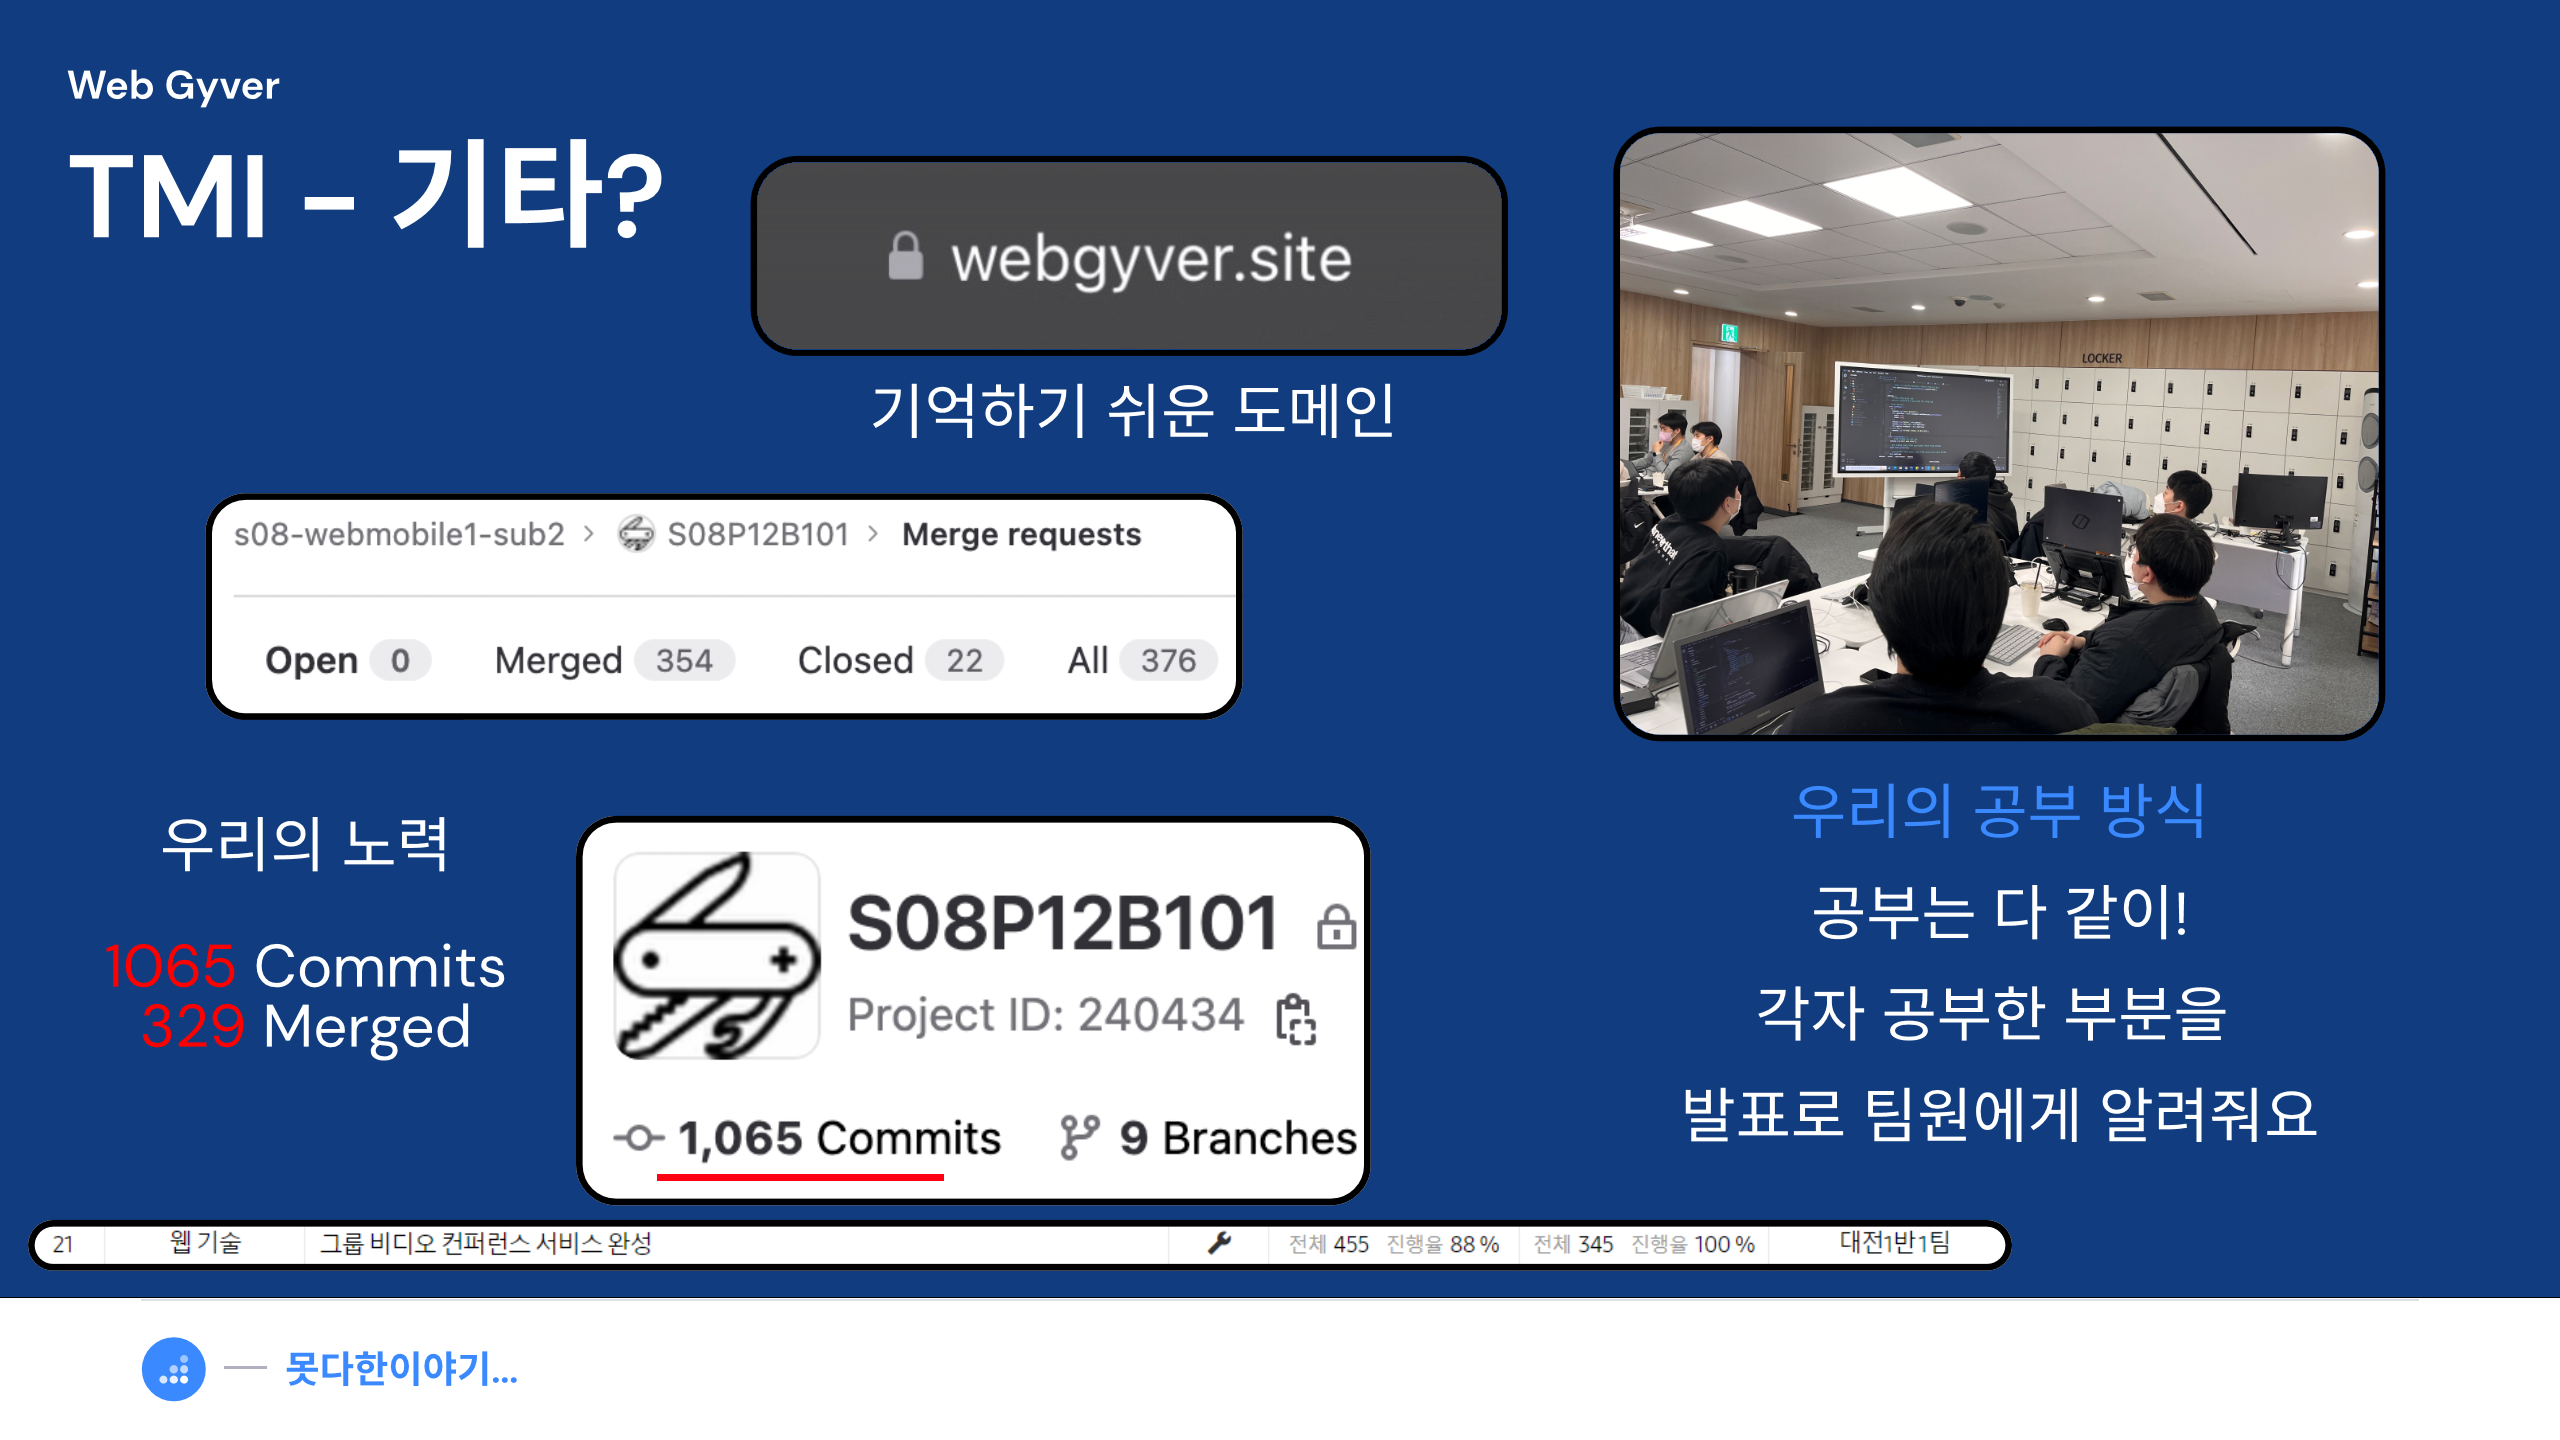 Web Gyver
TMI - 기타?
webgyver.site
기억하기 쉬운 도메인
s08-webmobile1-sub2 > S08P12B101 > Merge requests
Open 0 Merged 354 Closed 22 All 376
LOCKER
우리의 노력
1065 Commits
329 Merged
S08P12B101
Project ID: 240434
1,065 Commits 9 Branches
우리의 공부 방식
공부는 다 같이!
각자 공부한 부분을
발표로 팀원에게 알려줘요
21 웹 기술 그룹 비디오 컨퍼런스 서비스 완성 전체 455 진행율 88 % 전체 345 진행율 100 % 대전1반1팀
못다한이야기...